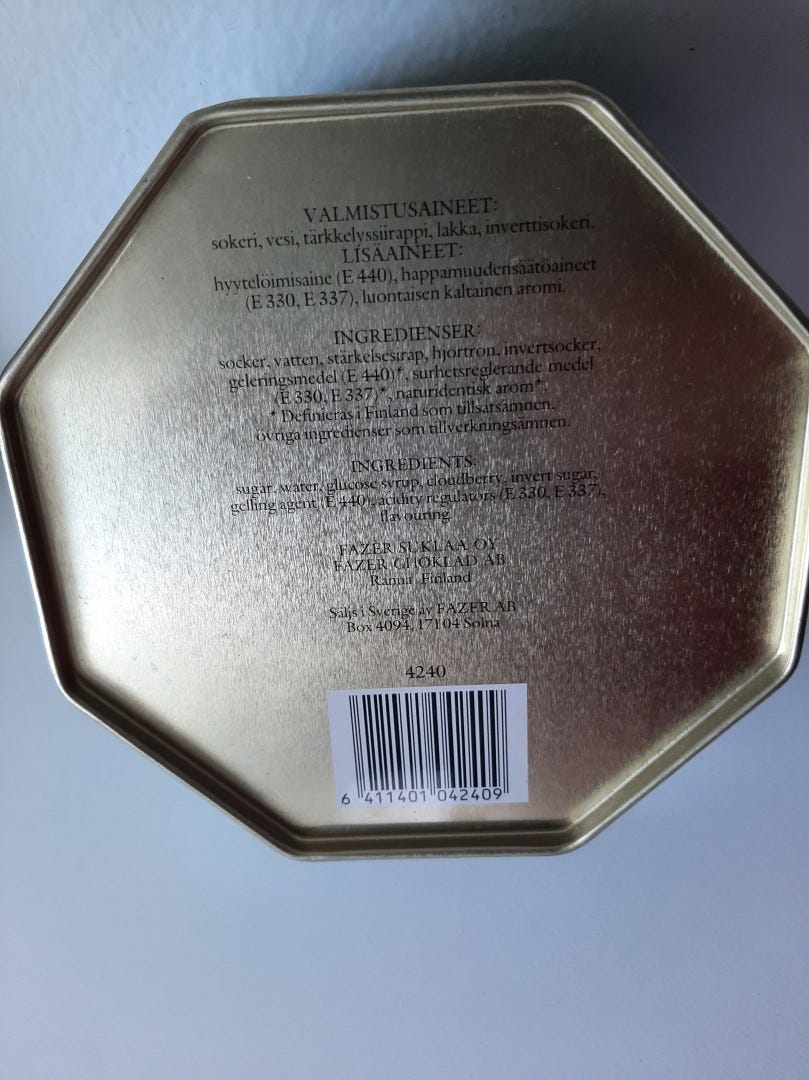 VALMISTUSAINEET:
sokeri, vesi, tärkkelyssiirappi, lakka, inverttisokeri.
LISÄAINEET:
hyytelöimisaine (E 440), happamuudensäätöaineet
(E 330, E 337), luontaisen kaltainen aromi.
INGREDIENSER:
socker, vatten, stärkelsesirap, hjortron, invertsocker,
geleringsmedel (E 440)*, surhetsreglerande medel
(E 330, E 337)*, naturidentisk arom*.
* Definieras i Finland som tillsatsämnen,
övriga ingredienser som tillverkningsämnen.
INGREDIENTS:
sugar, water, glucose syrup, cloudberry, invert sugar,
gelling agent (E 440), acidity regulators (E 330, E 337),
flavouring
FAZER SUKLAA OY
FAZER CHOKLAD AB
Ranna Finland
Säljs i Sverige av FAZER AB
Box 4094, 17104 Solna
4240
6 411401 042409